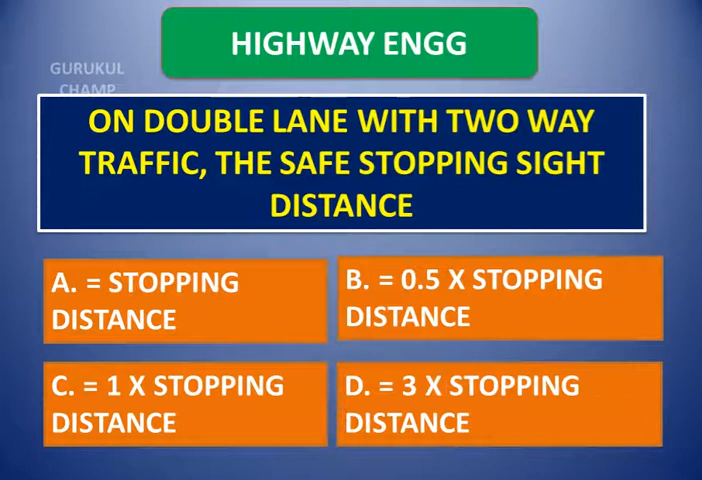 HIGHWAY ENGG
GURUKUL
CHAMP
ON DOUBLE LANE WITH TWO WAY
TRAFFIC, THE SAFE STOPPING SIGHT
DISTANCE
A. = STOPPING
DISTANCE
B. = 0.5 X STOPPING
DISTANCE
C. = 1 X STOPPING
DISTANCE
D. = 3 X STOPPING
DISTANCE